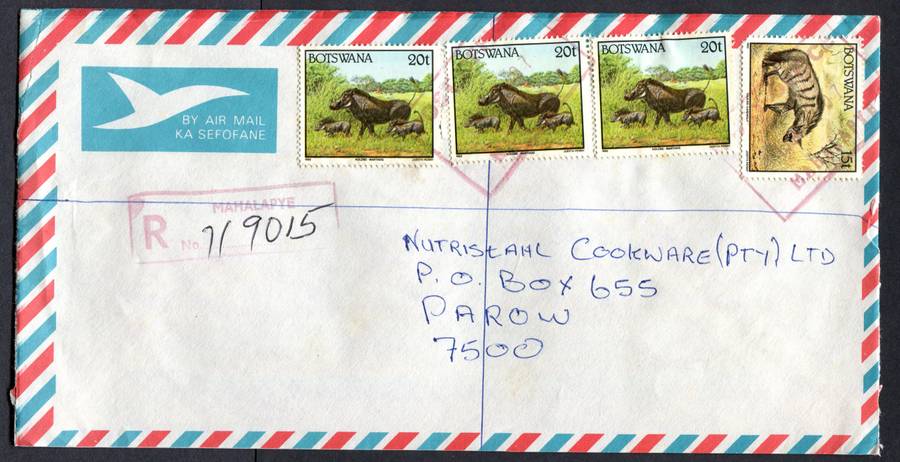 BOTSWANA 20t
BOTSWANA 20t
BOTSWANA 20t
BOTSWANA
15t
BY AIR MAIL
KA SEFOFANE
MAHALAPYE
R No. 7/9015
NUTRISTAHL COOKWARE (PTY) LTD
P.O. BOX 655
PAROW
7500